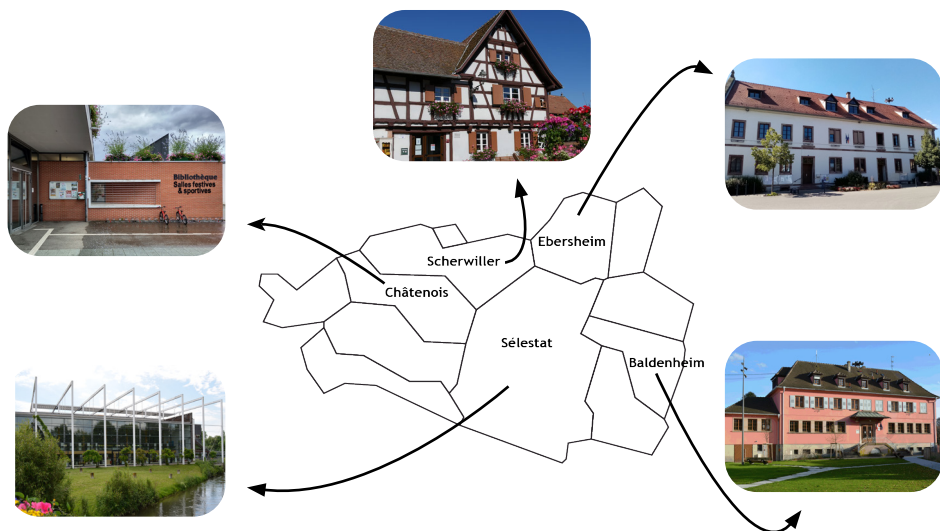 Bibliothèque
Salles festives
& sportives
Ebersheim
Scherwiller
Châtenois
Sélestat
Baldenheim